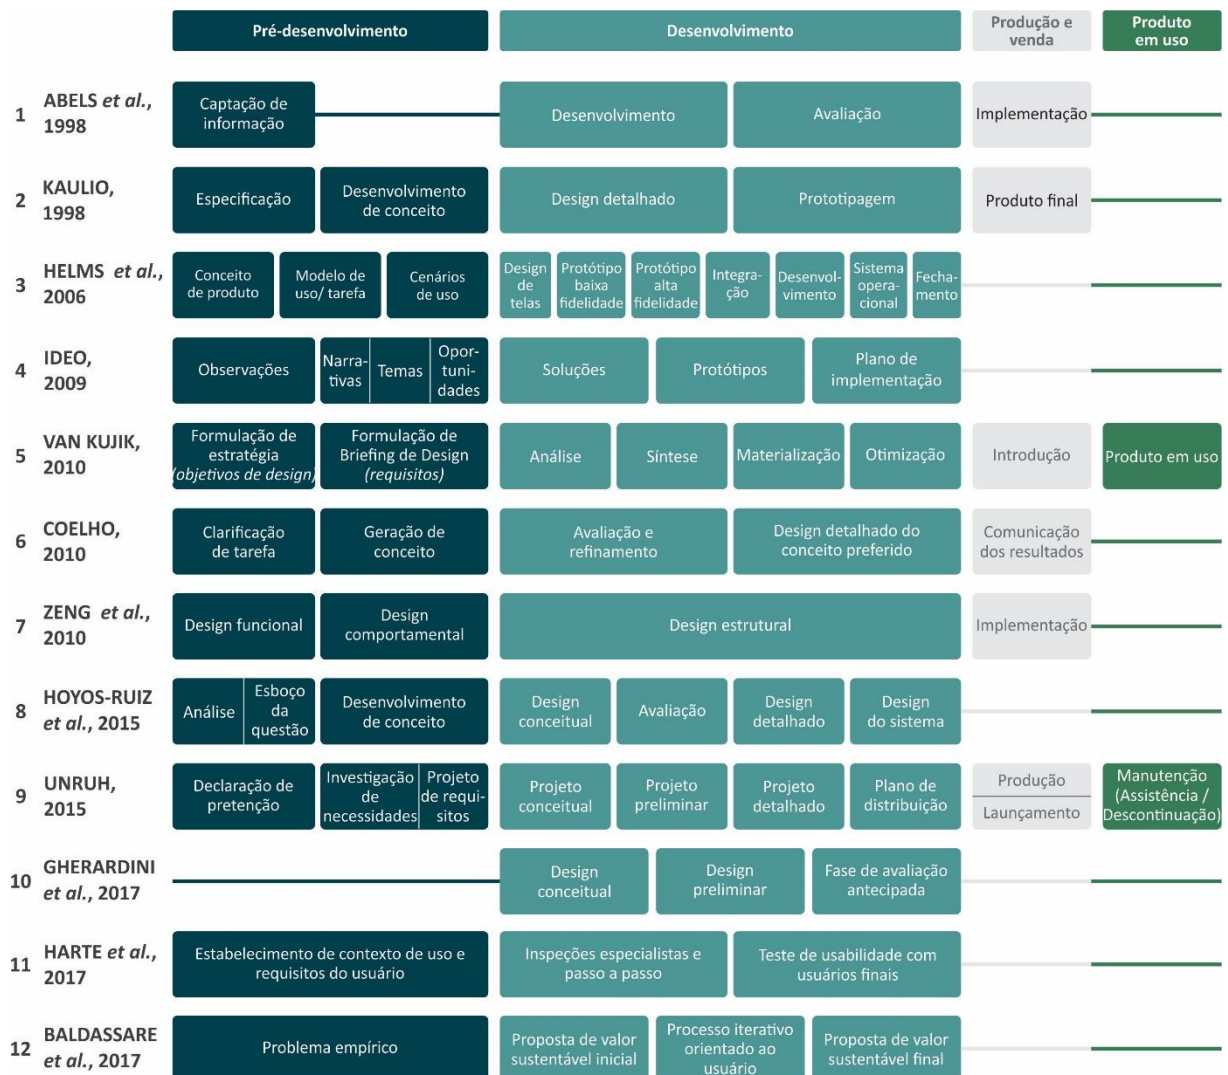 Pré-desenvolvimento
Desenvolvimento
Produção e
venda
Produto
em uso
1 ABELS et al.,
1998
Captação de
informação
Desenvolvimento
Avaliação
Implementação
2 KAULIO,
1998
Especificação
Desenvolvimento
de conceito
Design detalhado
Prototipagem
Produto final
3 HELMS et al.,
2006
Conceito
de produto
Modelo de
uso/ tarefa
Cenários
de uso
Design
de
telas
Protótipo
baixa
fidelidade
Protótipo
alta
fidelidade
Integra-
ção
Desenvol-
vimento
Sistema
opera-
cional
Fecha-
mento
4 IDEO,
2009
Observações
Narra-
tivas
Temas
Opor-
tuni-
dades
Soluções
Protótipos
Plano de
implementação
5 VAN KUJIK,
2010
Formulação de
estratégia
(objetivos de design)
Formulação de
Briefing de Design
(requisitos)
Análise
Síntese
Materialização
Otimização
Introdução
Produto em uso
6 COELHO,
2010
Clarificação
de tarefa
Geração de
conceito
Avaliação e
refinamento
Design detalhado do
conceito preferido
Comunicação
dos resultados
7 ZENG et al.,
2010
Design funcional
Design
comportamental
Design estrutural
Implementação
8 HOYOS-RUIZ
et al., 2015
Análise
Esboço
da
questão
Desenvolvimento
de conceito
Design
conceitual
Avaliação
Design
detalhado
Design
do sistema
9 UNRUH,
2015
Declaração de
pretenção
Investigação
de
necessidades
Projeto
de requi-
sitos
Projeto
conceitual
Projeto
preliminar
Projeto
detalhado
Plano de
distribuição
Produção
Launçamento
Manutenção
(Assistência /
Descontinuação)
10 GHERARDINI
et al., 2017
Design
conceitual
Design
preliminar
Fase de avaliação
antecipada
11 HARTE et al.,
2017
Estabelecimento de contexto de uso e
requisitos do usuário
Inspeções especialistas e
passo a passo
Teste de usabilidade com
usuários finais
12 BALDASSARE
et al., 2017
Problema empírico
Proposta de valor
sustentável inicial
Processo iterativo
orientado ao
usuário
Proposta de valor
sustentável final